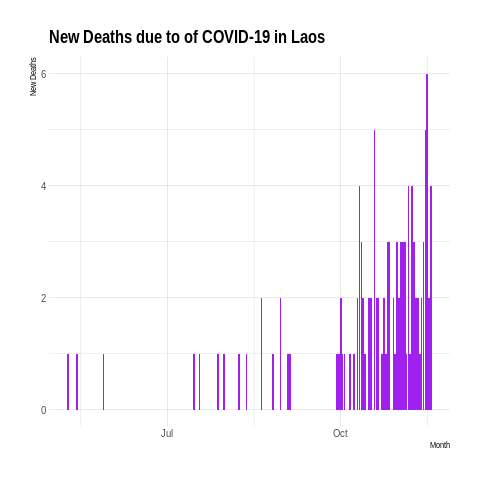 New Deaths due to of COVID-19 in Laos
New Deaths
6
4
2
0
Jul
Oct
Month